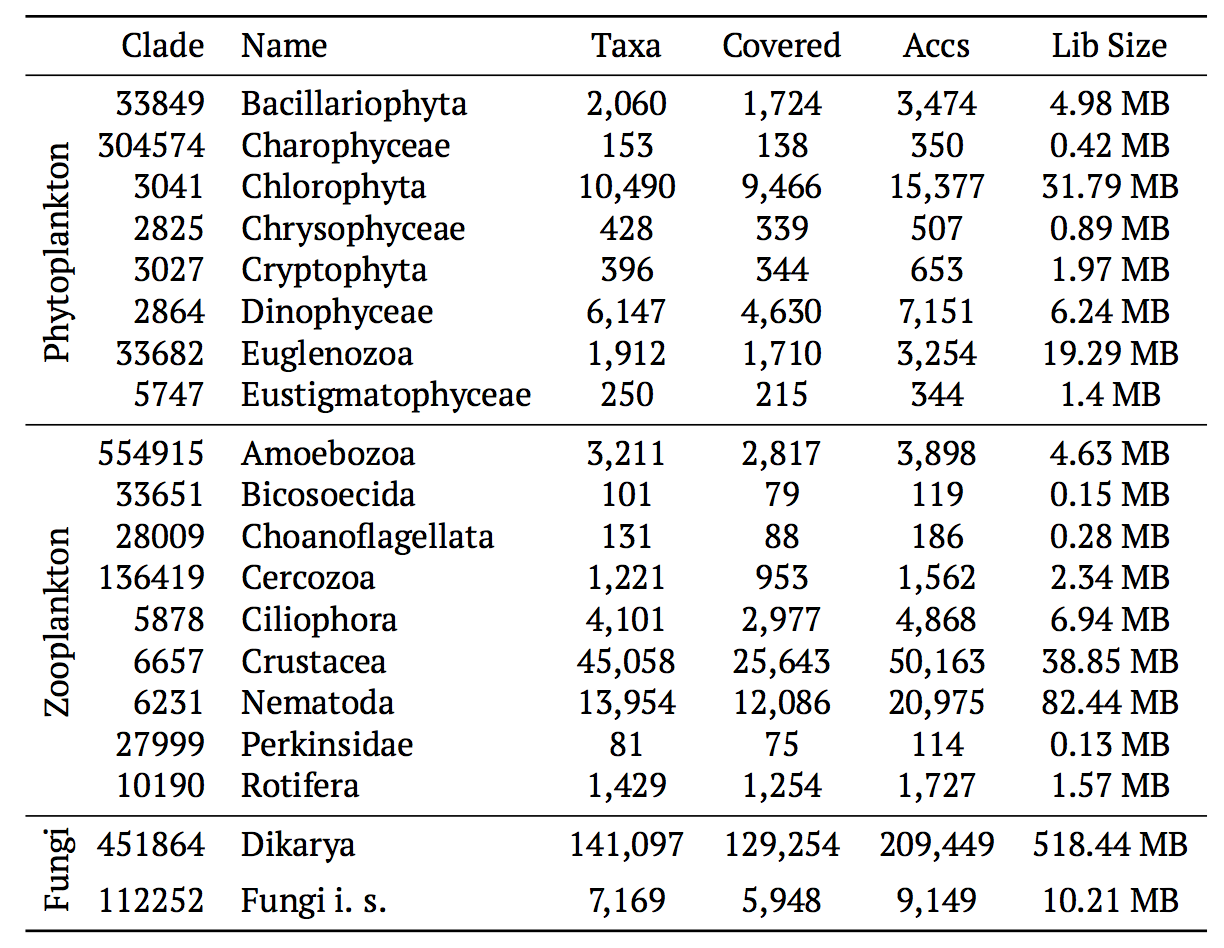 Clade Name Taxa Covered Accs Lib Size
Phytoplankton
33849 Bacillariophyta 2,060 1,724 3,474 4.98 MB
304574 Charophyceae 153 138 350 0.42 MB
3041 Chlorophyta 10,490 9,466 15,377 31.79 MB
2825 Chrysophyceae 428 339 507 0.89 MB
3027 Cryptophyta 396 344 653 1.97 MB
2864 Dinophyceae 6,147 4,630 7,151 6.24 MB
33682 Euglenozoa 1,912 1,710 3,254 19.29 MB
5747 Eustigmatophyceae 250 215 344 1.4 MB
Zooplankton
554915 Amoebozoa 3,211 2,817 3,898 4.63 MB
33651 Bicosoecida 101 79 119 0.15 MB
28009 Choanoflagellata 131 88 186 0.28 MB
136419 Cercozoa 1,221 953 1,562 2.34 MB
5878 Ciliophora 4,101 2,977 4,868 6.94 MB
6657 Crustacea 45,058 25,643 50,163 38.85 MB
6231 Nematoda 13,954 12,086 20,975 82.44 MB
27999 Perkinsidae 81 75 114 0.13 MB
10190 Rotifera 1,429 1,254 1,727 1.57 MB
Fungi
451864 Dikarya 141,097 129,254 209,449 518.44 MB
112252 Fungi i. s. 7,169 5,948 9,149 10.21 MB